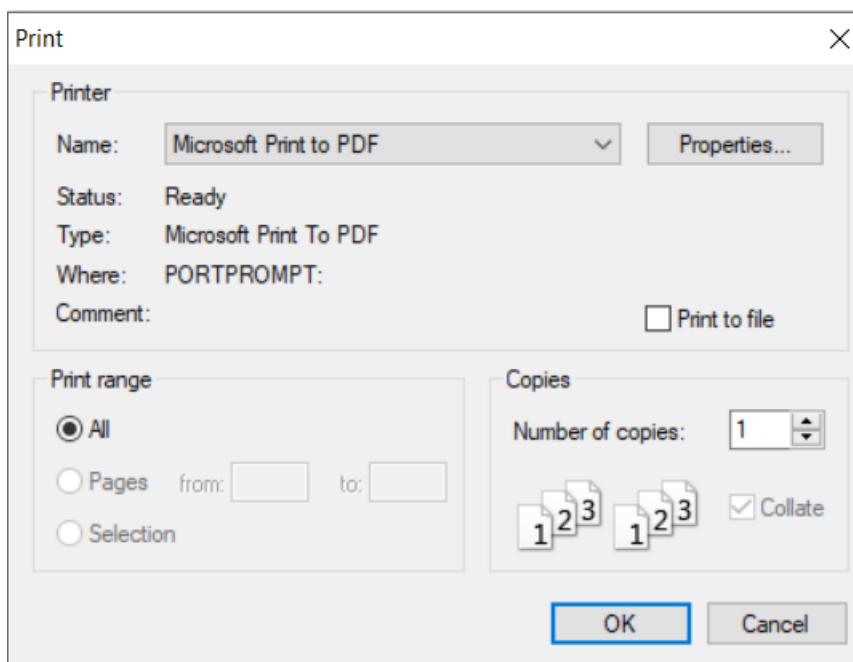 Print
Printer
Name: Microsoft Print to PDF Properties...
Status: Ready
Type: Microsoft Print To PDF
Where: PORTPROMPT:
Comment: Print to file
Print range
All
Pages from: to:
Selection
Copies
Number of copies: 1
1 2 3 1 2 3 Collate
OK Cancel